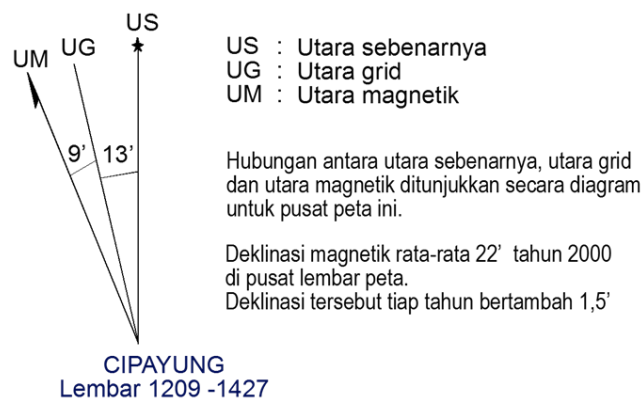 US
UG
UM
9’ 13’
US : Utara sebenarnya
UG : Utara grid
UM : Utara magnetik
Hubungan antara utara sebenarnya, utara grid
dan utara magnetik ditunjukkan secara diagram
untuk pusat peta ini.
Deklinasi magnetik rata-rata 22’ tahun 2000
di pusat lembar peta.
Deklinasi tersebut tiap tahun bertambah 1,5’
CIPAYUNG
Lembar 1209 -1427